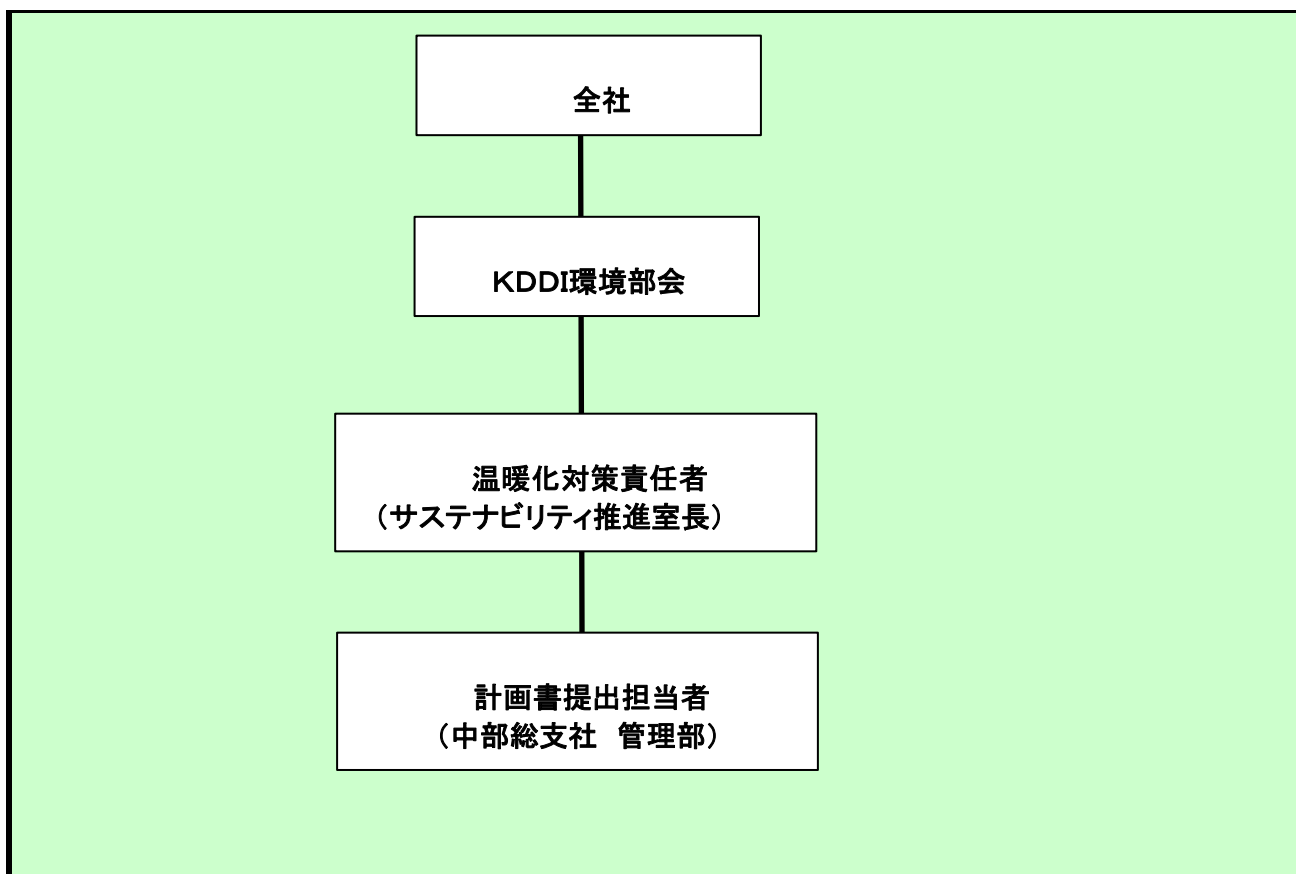 全社
ＫＤＤＩ環境部会
温暖化対策責任者
（サステナビリティ推進室長）
計画書提出担当者
（中部総支社　管理部）